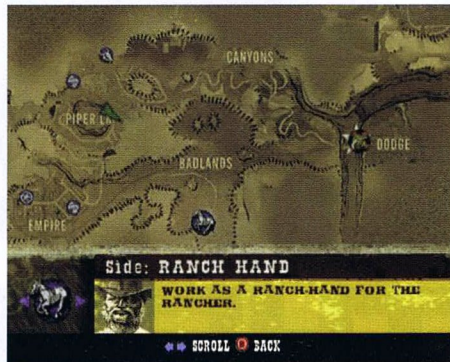 CANYONS
PIPER LA
DODGE
BADLANDS
EMPIRE
Side: RANCH HAND
WORK AS A RANCH-HAND FOR THE
RANCHER.
SCROLL BACK